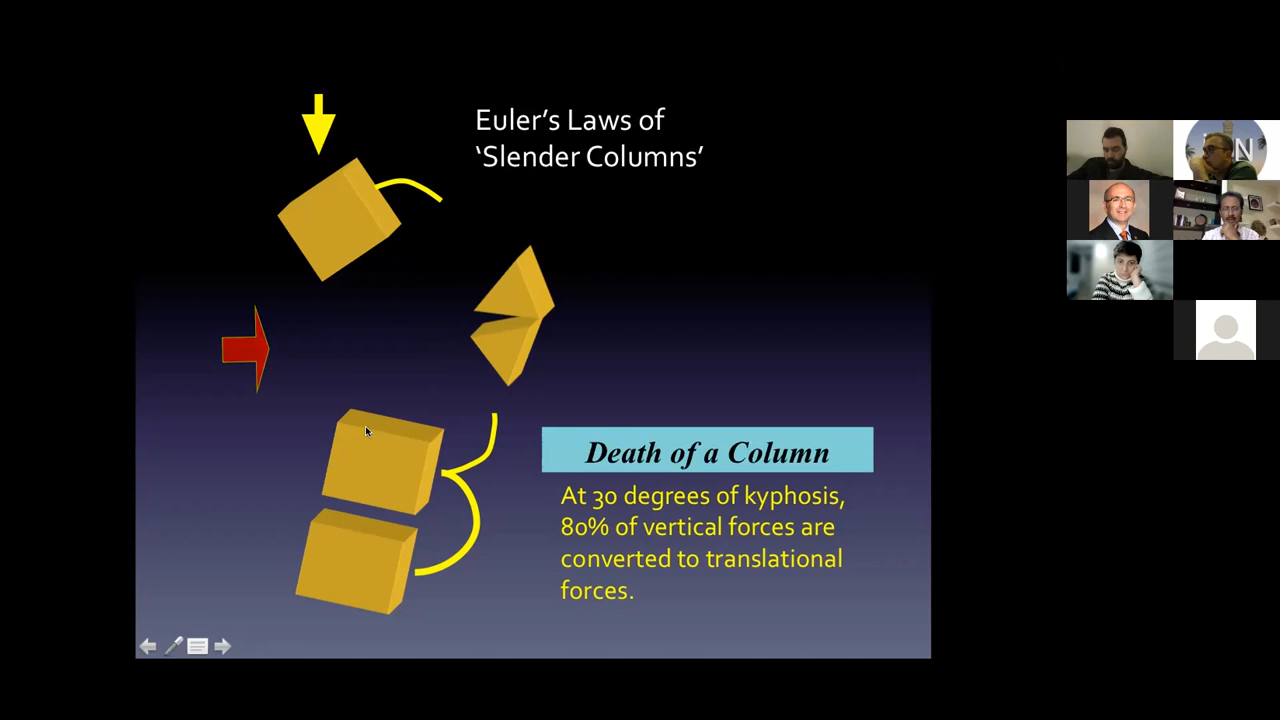 Euler’s Laws of
‘Slender Columns’
Death of a Column
At 30 degrees of kyphosis,
80% of vertical forces are
converted to translational
forces.
N